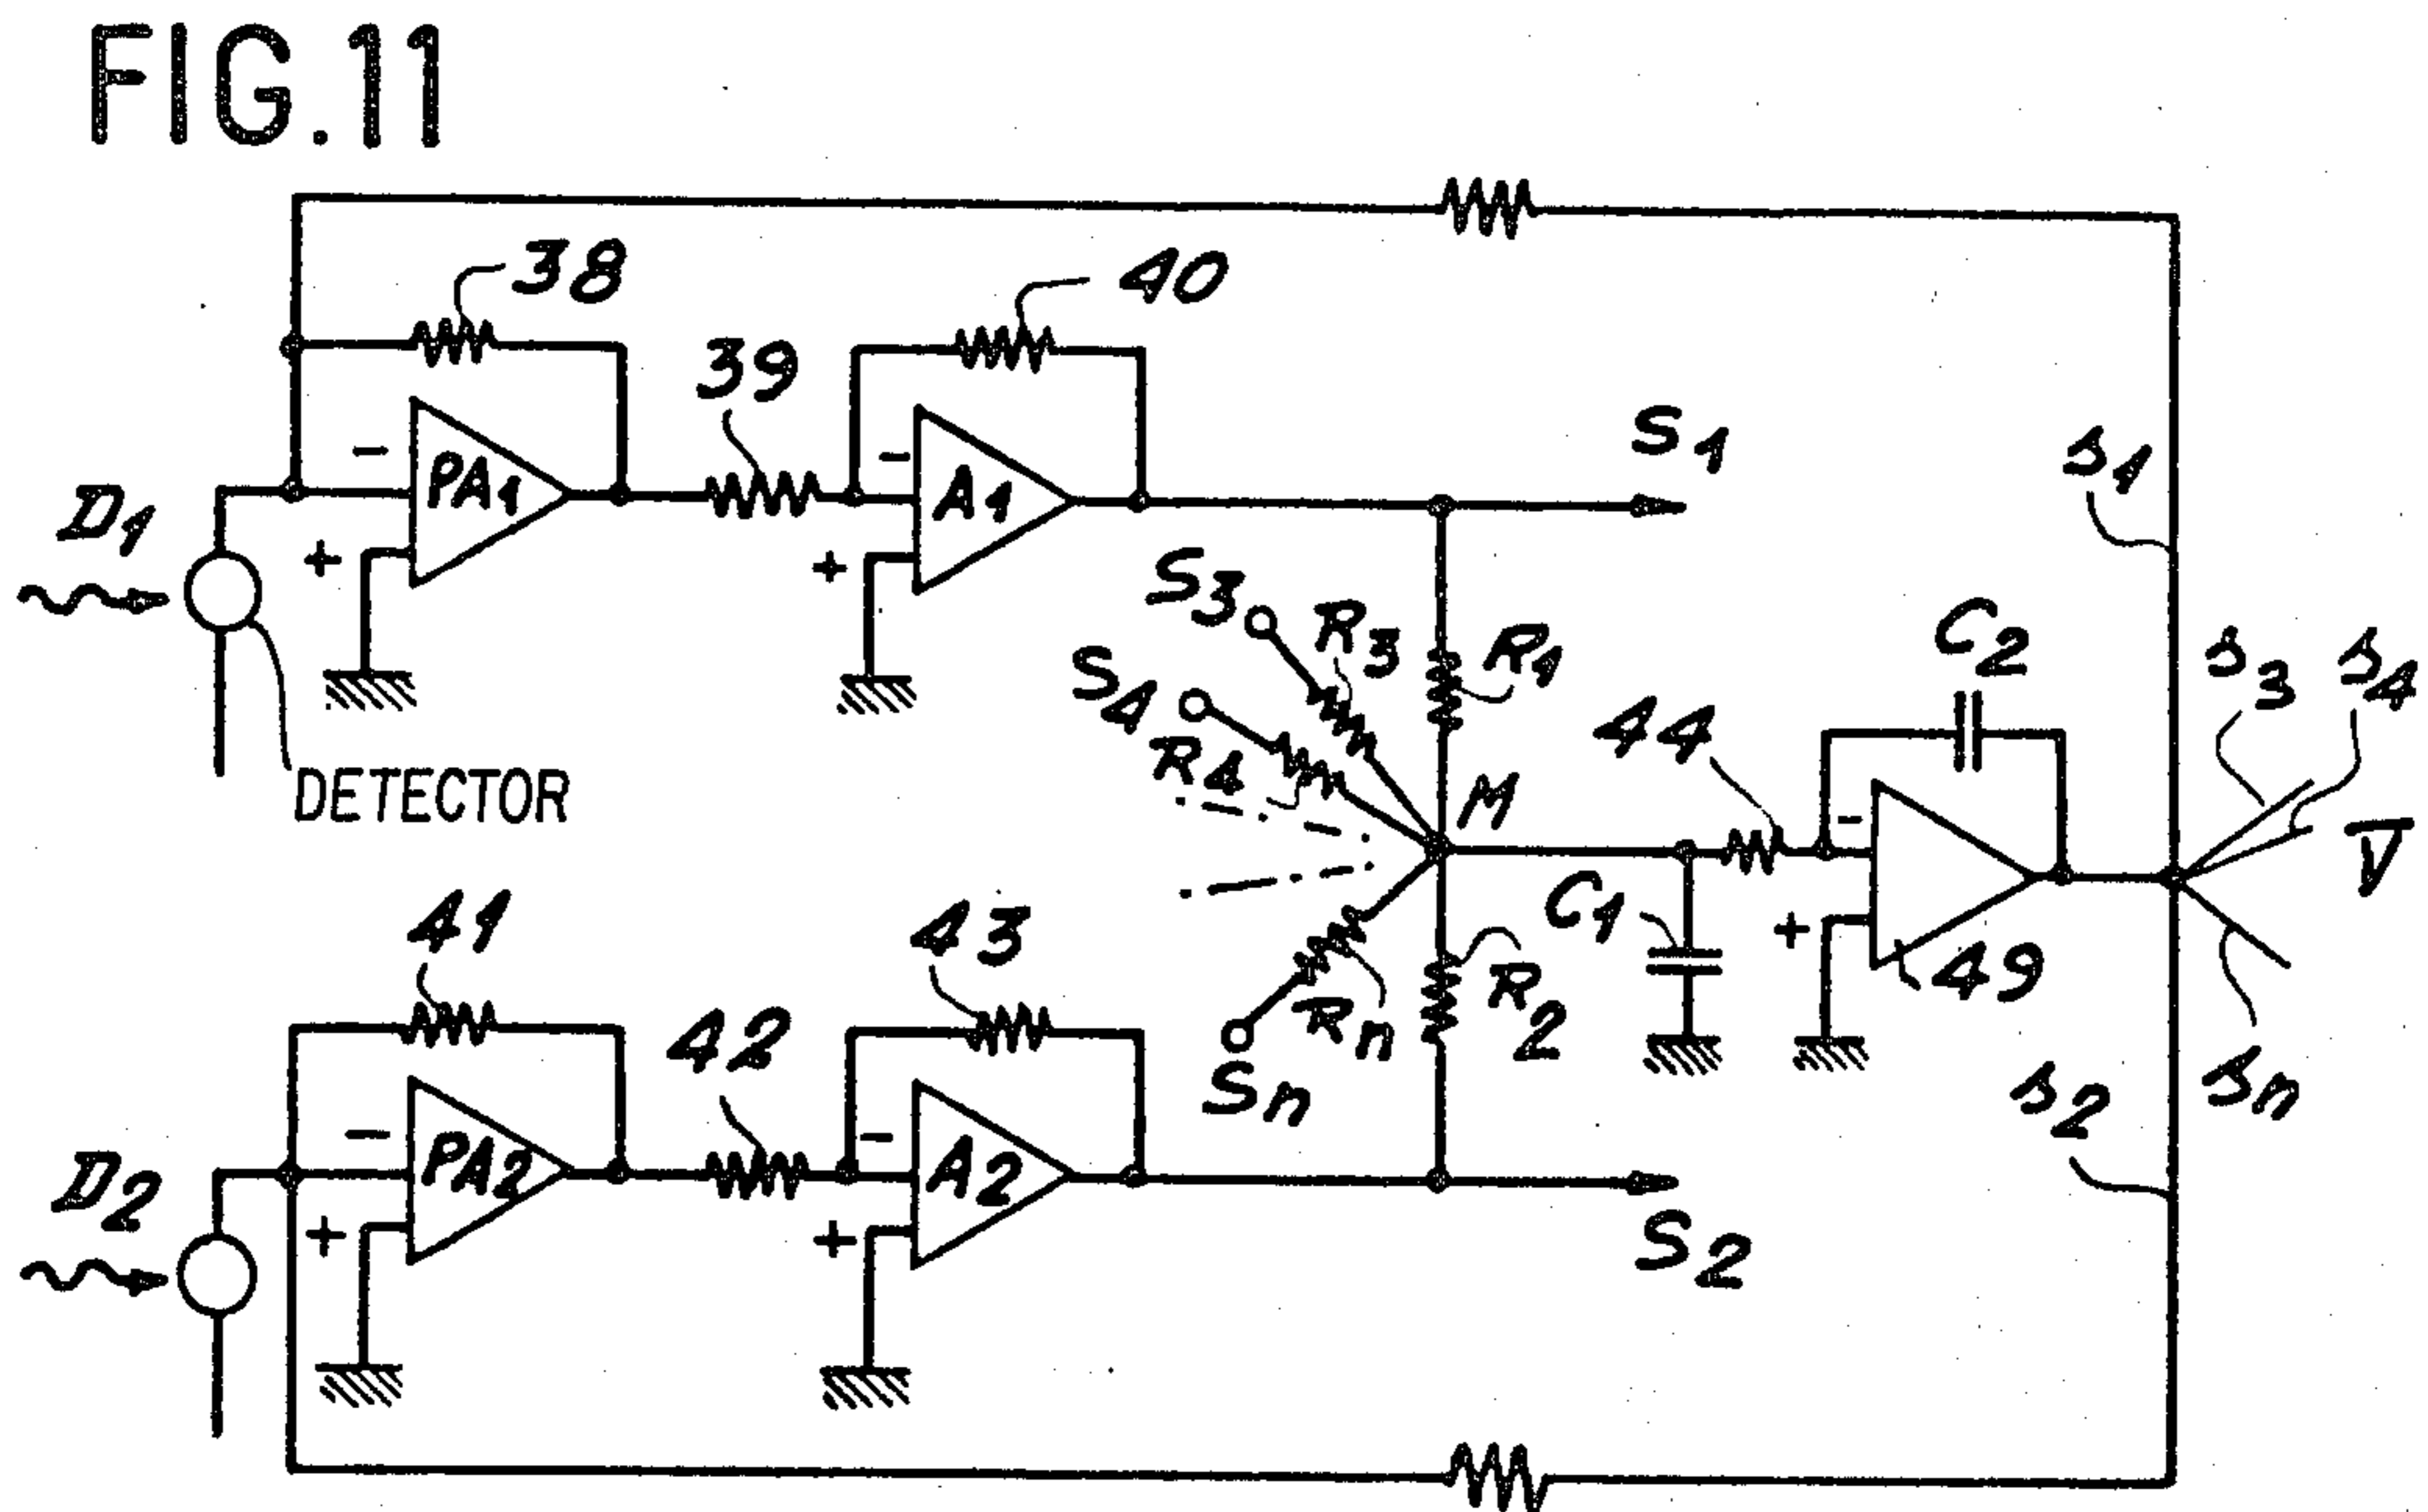 FIG.11
38
40
39
S1
s1
D1
-
PA1
+
-
A1
+
S3
R3
R1
S4
R4
C2
s3
s4
44
M
DETECTOR
-
V
41
43
C1
+
49
42
Rn
R2
Sn
s2
sn
D2
-
PA2
+
-
A2
+
S2